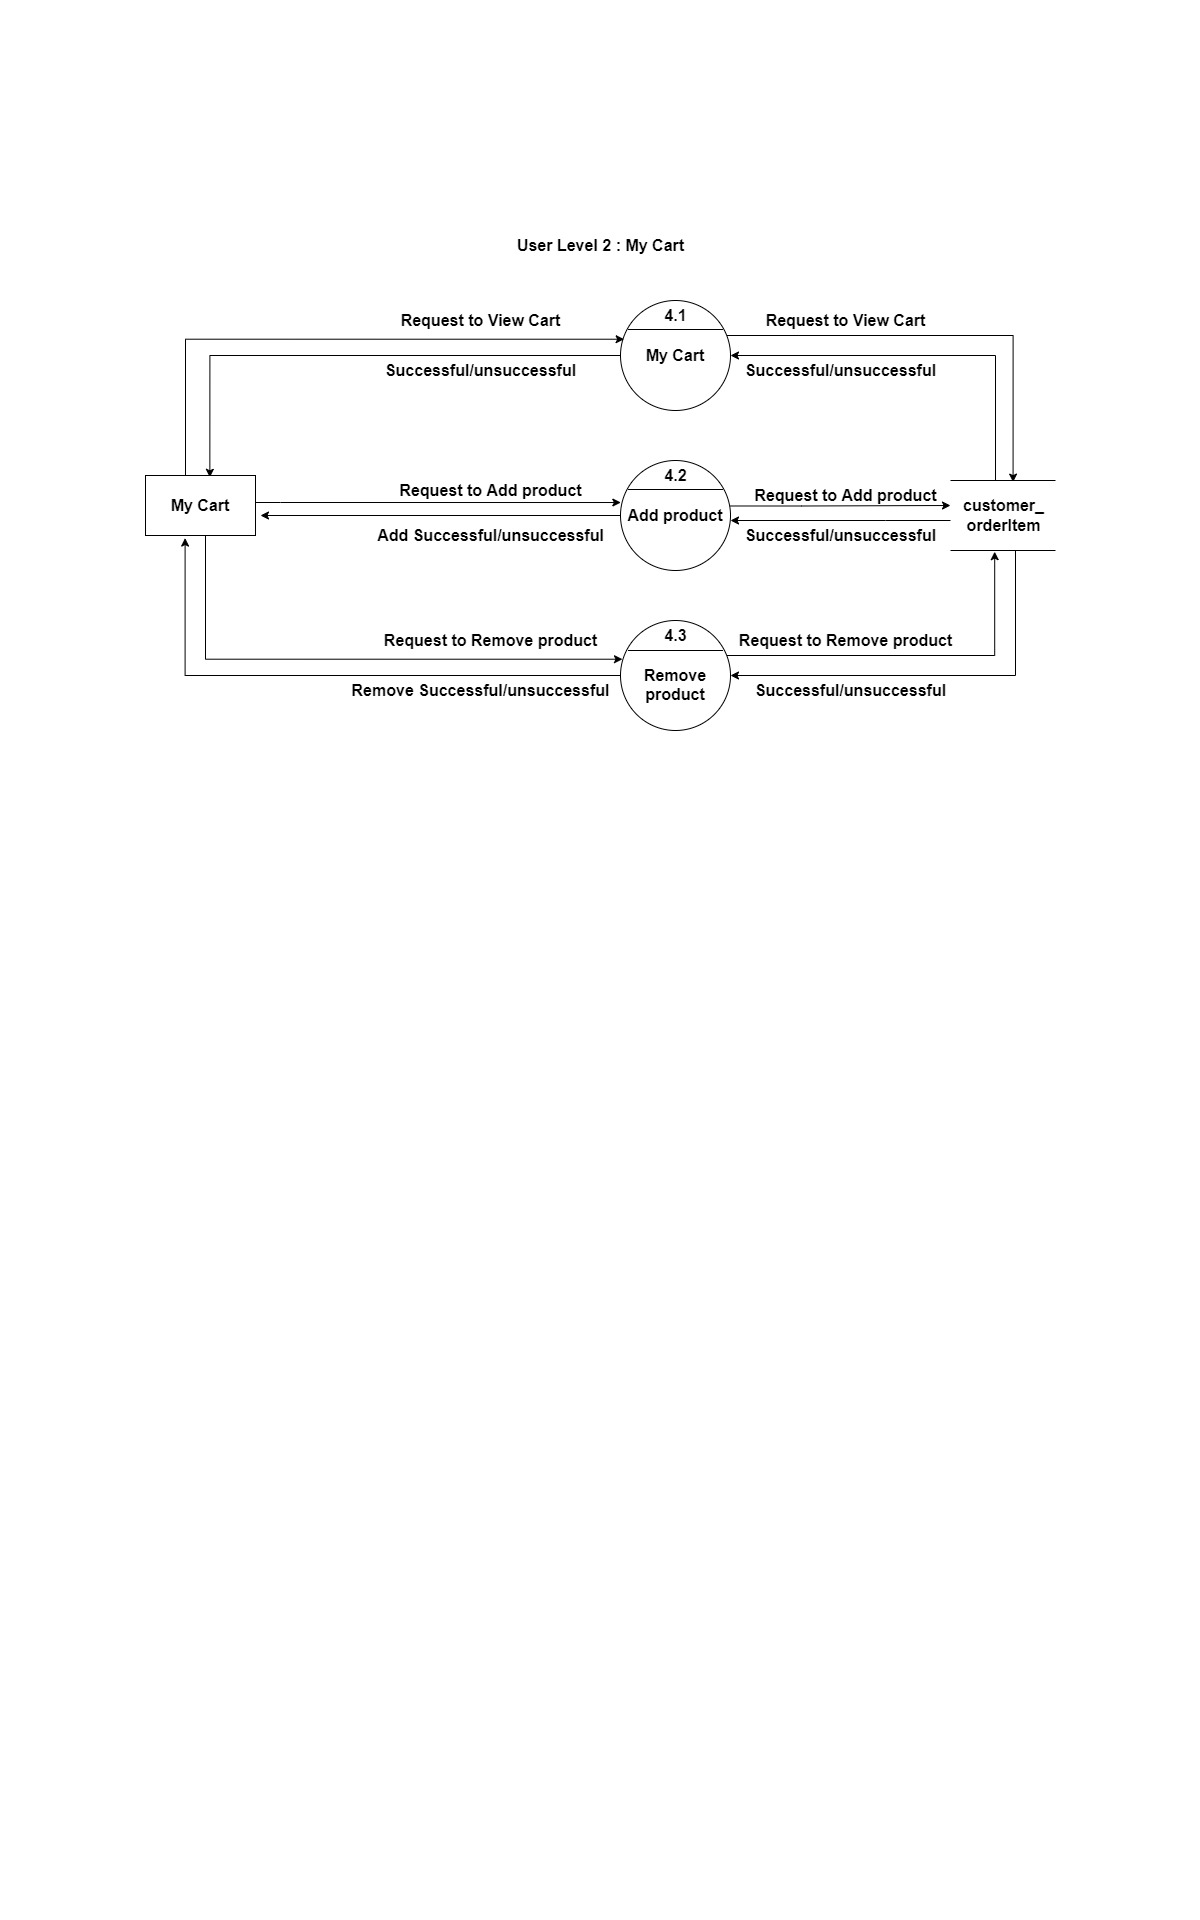 User Level 2 : My Cart
4.1
Request to View Cart
Request to View Cart
My Cart
Successful/unsuccessful
Successful/unsuccessful
4.2
Request to Add product
Request to Add product
My Cart
Add product
customer_
orderItem
Add Successful/unsuccessful
Successful/unsuccessful
4.3
Request to Remove product
Request to Remove product
Remove
product
Remove Successful/unsuccessful
Successful/unsuccessful